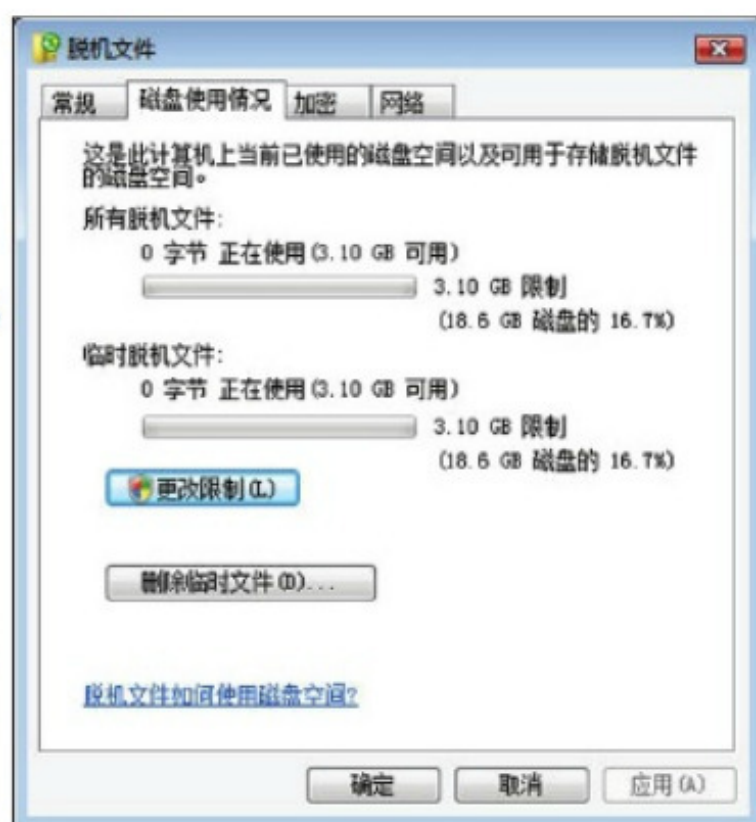 脱机文件
常规 磁盘使用情况 加密 网络
这是此计算机上当前已使用的磁盘空间以及可用于存储脱机文件
的磁盘空间。
所有脱机文件:
0 字节 正在使用(3.10 GB 可用)
3.10 GB 限制
(18.6 GB 磁盘的 16.7%)
临时脱机文件:
0 字节 正在使用(3.10 GB 可用)
3.10 GB 限制
(18.6 GB 磁盘的 16.7%)
更改限制(L)
删除临时文件(D)...
脱机文件如何使用磁盘空间?
确定 取消 应用(A)